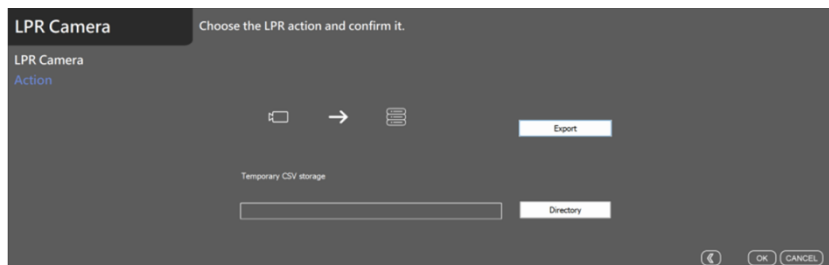 LPR Camera
Choose the LPR action and confirm it.
LPR Camera
Action
Export
Temporary CSV storage
Directory
OK
CANCEL